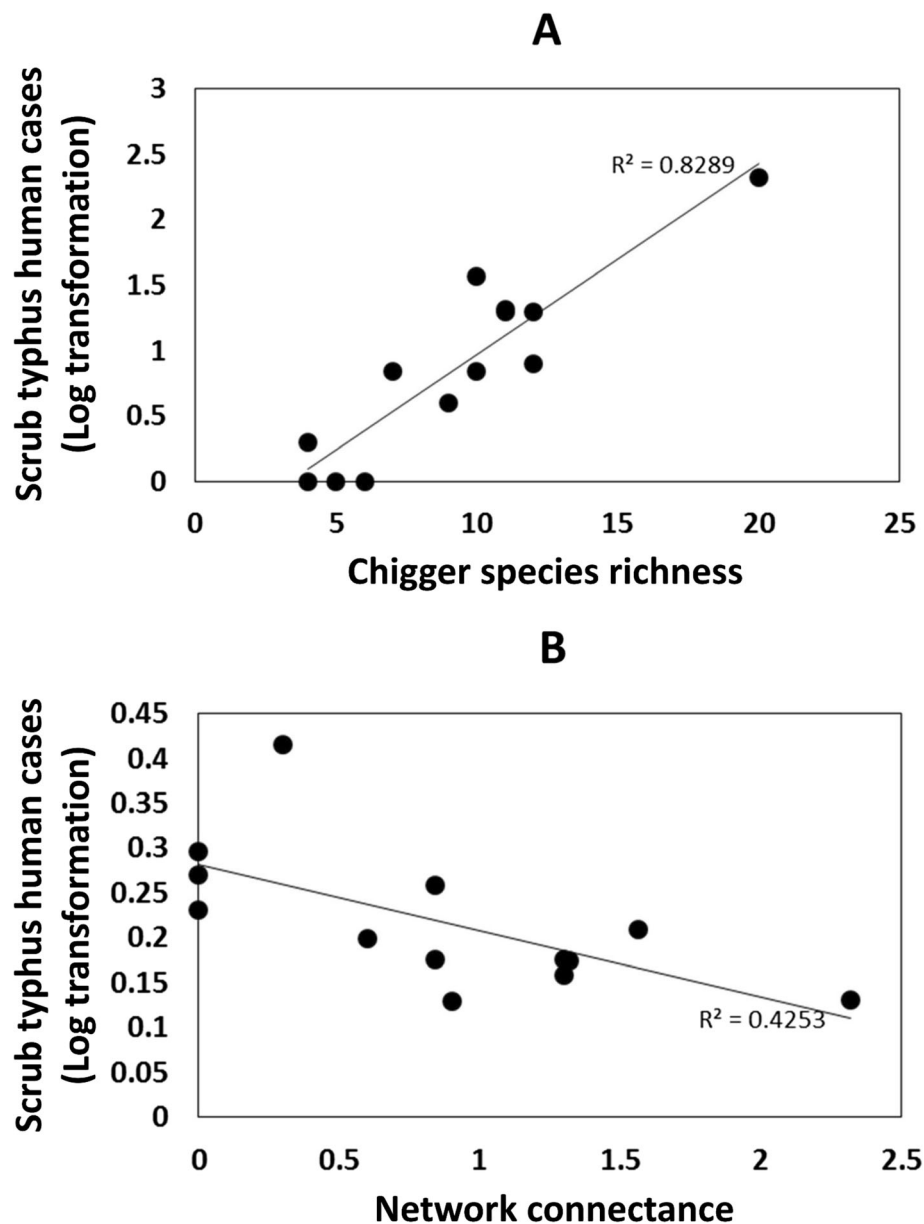 A
Scrub typhus human cases
(Log transformation)
3
2.5
2
1.5
1
0.5
0
R² = 0.8289
0 5 10 15 20 25
Chigger species richness
B
Scrub typhus human cases
(Log transformation)
0.45
0.4
0.35
0.3
0.25
0.2
0.15
0.1
0.05
0
R² = 0.4253
0 0.5 1 1.5 2 2.5
Network connectance